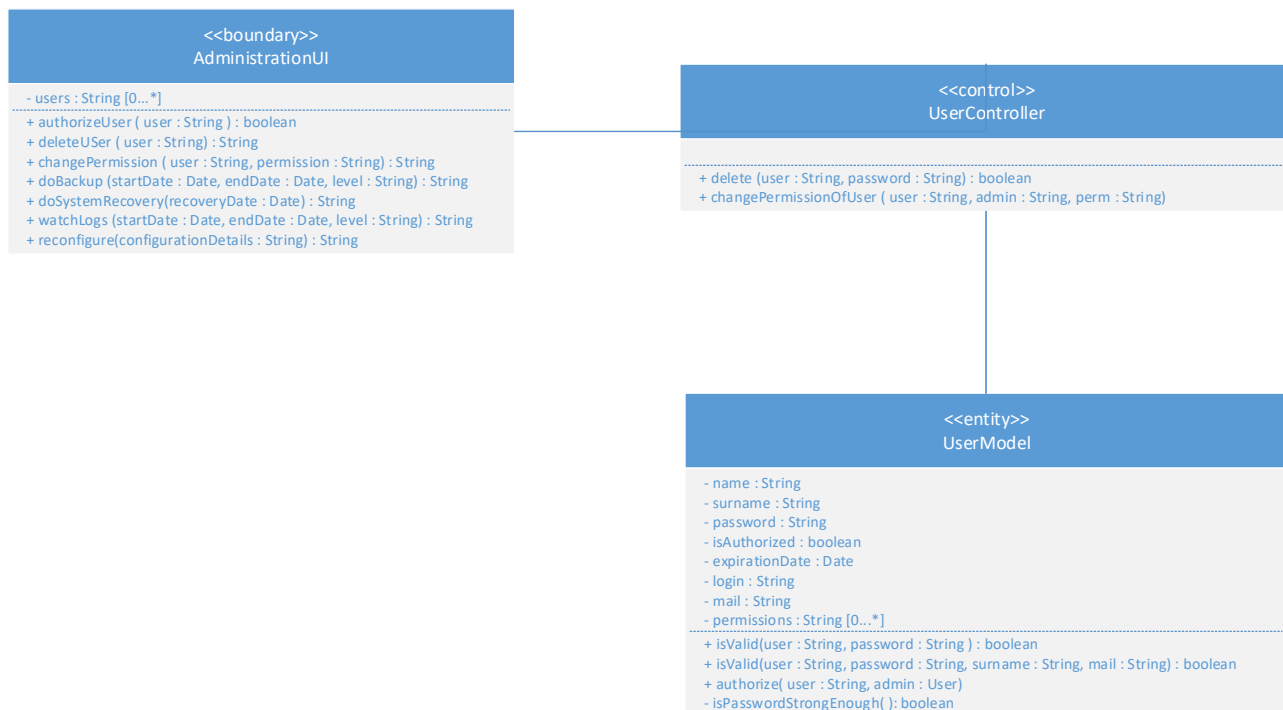 <<boundary>>
AdministrationUI
- users : String [0...*]
+ authorizeUser ( user : String ) : boolean
+ deleteUSer ( user : String) : String
+ changePermission ( user : String, permission : String) : String
+ doBackup (startDate : Date, endDate : Date, level : String) : String
+ doSystemRecovery(recoveryDate : Date) : String
+ watchLogs (startDate : Date, endDate : Date, level : String) : String
+ reconfigure(configurationDetails : String) : String
<<control>>
UserController
+ delete (user : String, password : String) : boolean
+ changePermissionOfUser ( user : String, admin : String, perm : String)
<<entity>>
UserModel
- name : String
- surname : String
- password : String
- isAuthorized : boolean
- expirationDate : Date
- login : String
- mail : String
- permissions : String [0...*]
+ isValid(user : String, password : String ) : boolean
+ isValid(user : String, password : String, surname : String, mail : String) : boolean
+ authorize( user : String, admin : User)
- isPasswordStrongEnough( ): boolean